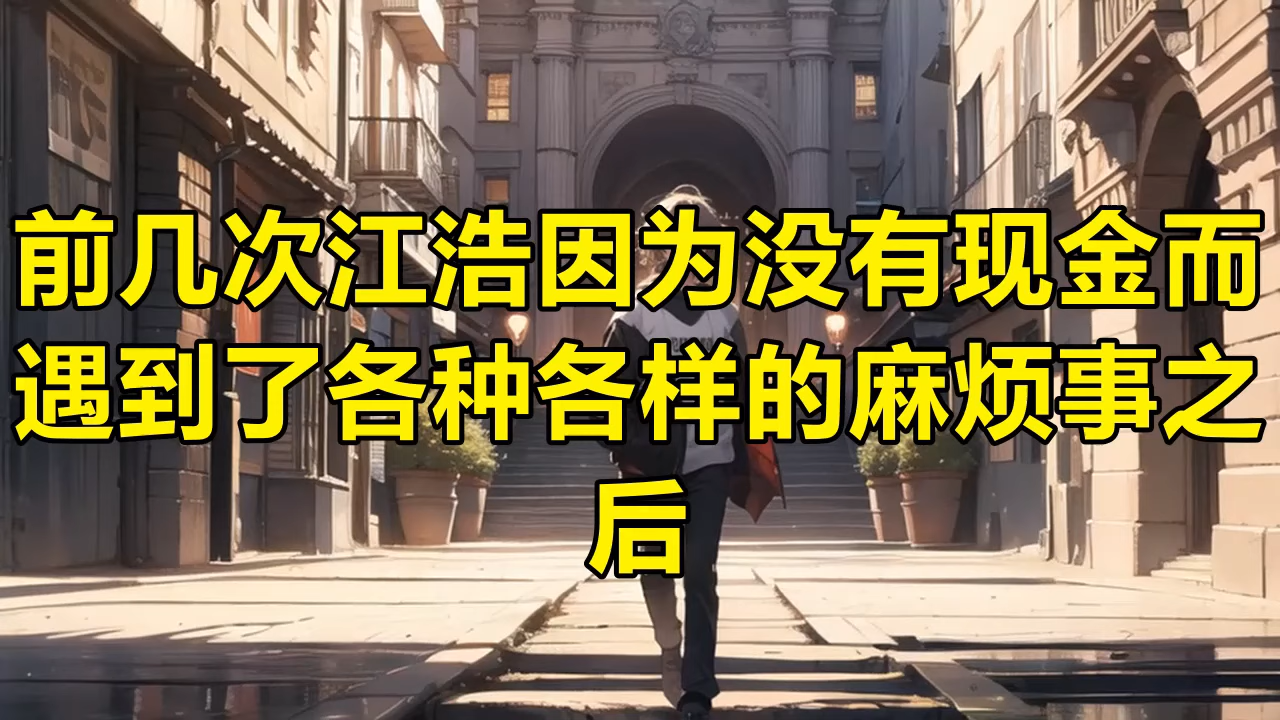 前几次江浩因为没有现金而
遇到了各种各样的麻烦事之
后